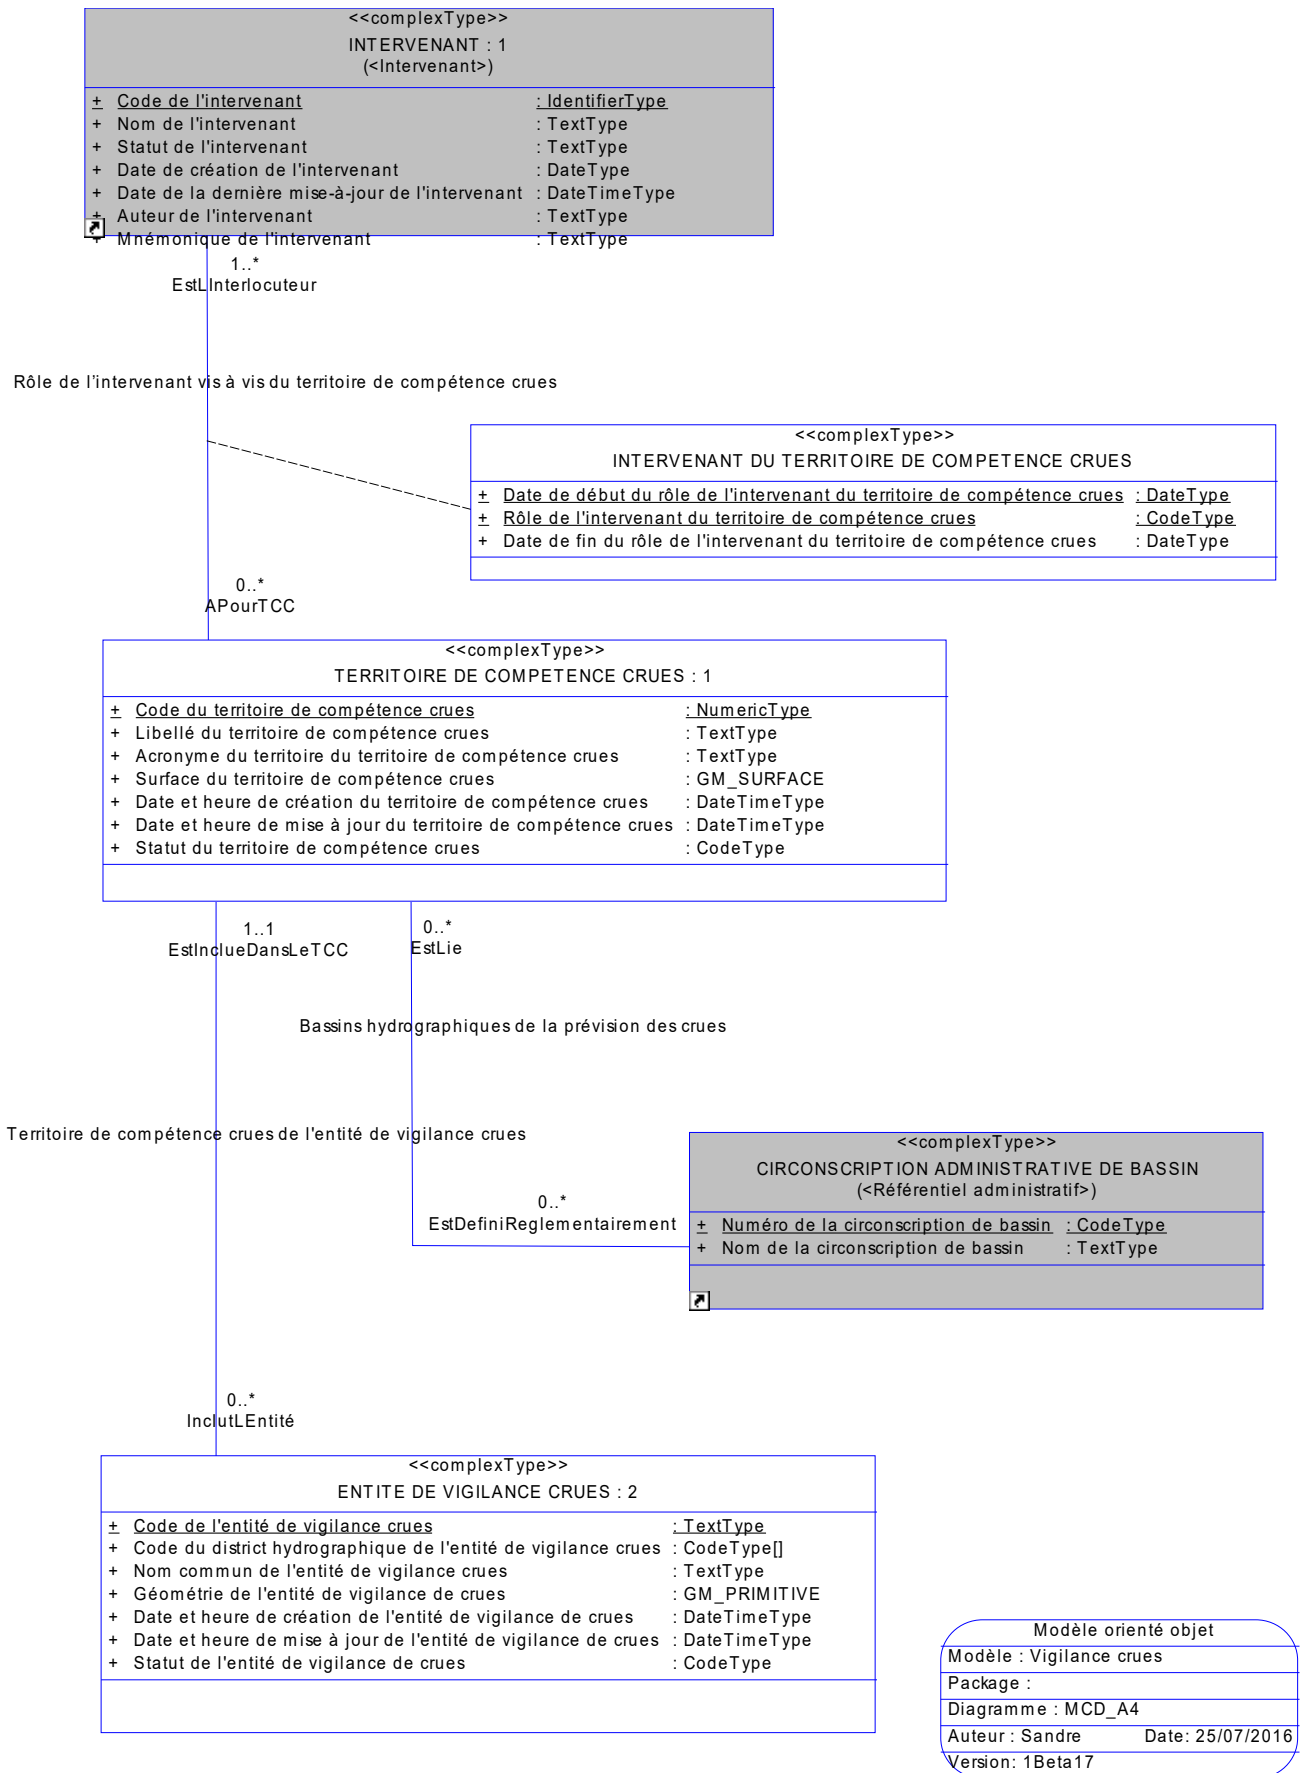 <<complexType>>
INTERVENANT : 1
(<Intervenant>)
+ Code de l'intervenant : IdentifierType
+ Nom de l'intervenant : TextType
+ Statut de l'intervenant : TextType
+ Date de création de l'intervenant : DateType
+ Date de la dernière mise-à-jour de l'intervenant : DateTimeType
+ Auteur de l'intervenant : TextType
+ Mnémonique de l'intervenant : TextType
1..*
EstLInterlocuteur
Rôle de l'intervenant vis à vis du territoire de compétence crues
<<complexType>>
INTERVENANT DU TERRITOIRE DE COMPETENCE CRUES
+ Date de début du rôle de l'intervenant du territoire de compétence crues : DateType
+ Rôle de l'intervenant du territoire de compétence crues : CodeType
+ Date de fin du rôle de l'intervenant du territoire de compétence crues : DateType
0..*
APourTCC
<<complexType>>
TERRITOIRE DE COMPETENCE CRUES : 1
+ Code du territoire de compétence crues : NumericType
+ Libellé du territoire de compétence crues : TextType
+ Acronyme du territoire du territoire de compétence crues : TextType
+ Surface du territoire de compétence crues : GM_SURFACE
+ Date et heure de création du territoire de compétence crues : DateTimeType
+ Date et heure de mise à jour du territoire de compétence crues : DateTimeType
+ Statut du territoire de compétence crues : CodeType
1..1
EstInclueDansLeTCC
0..*
EstLie
Bassins hydrographiques de la prévision des crues
Territoire de compétence crues de l'entité de vigilance crues
<<complexType>>
CIRCONSCRIPTION ADMINISTRATIVE DE BASSIN
(<Référentiel administratif>)
+ Numéro de la circonscription de bassin : CodeType
+ Nom de la circonscription de bassin : TextType
0..*
EstDefiniReglementairement
0..*
InclutLEntité
<<complexType>>
ENTITE DE VIGILANCE CRUES : 2
+ Code de l'entité de vigilance crues : TextType
+ Code du district hydrographique de l'entité de vigilance crues : CodeType[]
+ Nom commun de l'entité de vigilance crues : TextType
+ Géométrie de l'entité de vigilance de crues : GM_PRIMITIVE
+ Date et heure de création de l'entité de vigilance de crues : DateTimeType
+ Date et heure de mise à jour de l'entité de vigilance de crues : DateTimeType
+ Statut de l'entité de vigilance de crues : CodeType
Modèle orienté objet
Modèle : Vigilance crues
Package :
Diagramme : MCD_A4
Auteur : Sandre Date: 25/07/2016
Version: 1Beta17